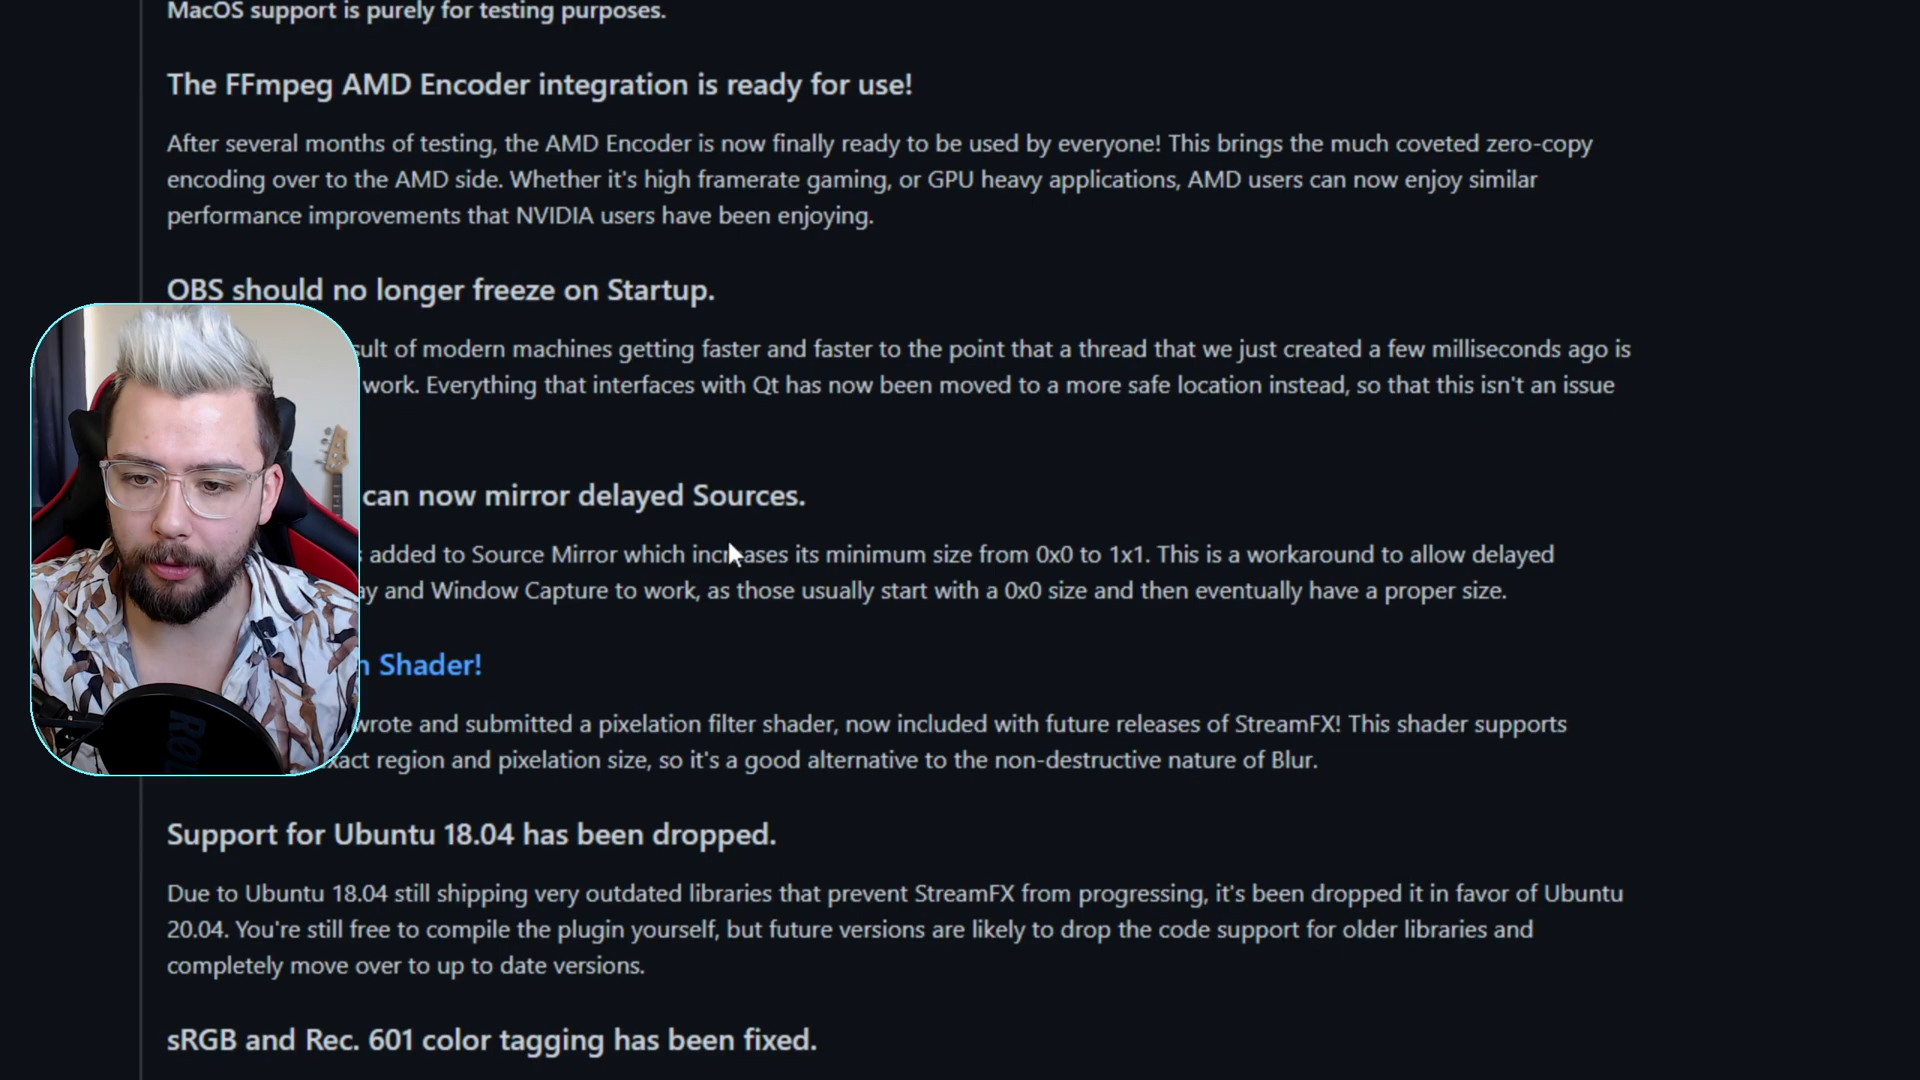 MacOS support is purely for testing purposes.
The FFmpeg AMD Encoder integration is ready for use!
After several months of testing, the AMD Encoder is now finally ready to be used by everyone! This brings the much coveted zero-copy
encoding over to the AMD side. Whether it's high framerate gaming, or GPU heavy applications, AMD users can now enjoy similar
performance improvements that NVIDIA users have been enjoying.
OBS should no longer freeze on Startup.
of modern machines getting faster and faster to the point that a thread that we just created a few milliseconds ago is
work. Everything that interfaces with Qt has now been moved to a more safe location instead, so that this isn't an issue
can now mirror delayed Sources.
added to Source Mirror which increases its minimum size from 0x0 to 1x1. This is a workaround to allow delayed
and Window Capture to work, as those usually start with a 0x0 size and then eventually have a proper size.
Shader!
wrote and submitted a pixelation filter shader, now included with future releases of StreamFX! This shader supports
region and pixelation size, so it's a good alternative to the non-destructive nature of Blur.
Support for Ubuntu 18.04 has been dropped.
Due to Ubuntu 18.04 still shipping very outdated libraries that prevent StreamFX from progressing, it's been dropped it in favor of Ubuntu
20.04. You're still free to compile the plugin yourself, but future versions are likely to drop the code support for older libraries and
completely move over to up to date versions.
sRGB and Rec. 601 color tagging has been fixed.